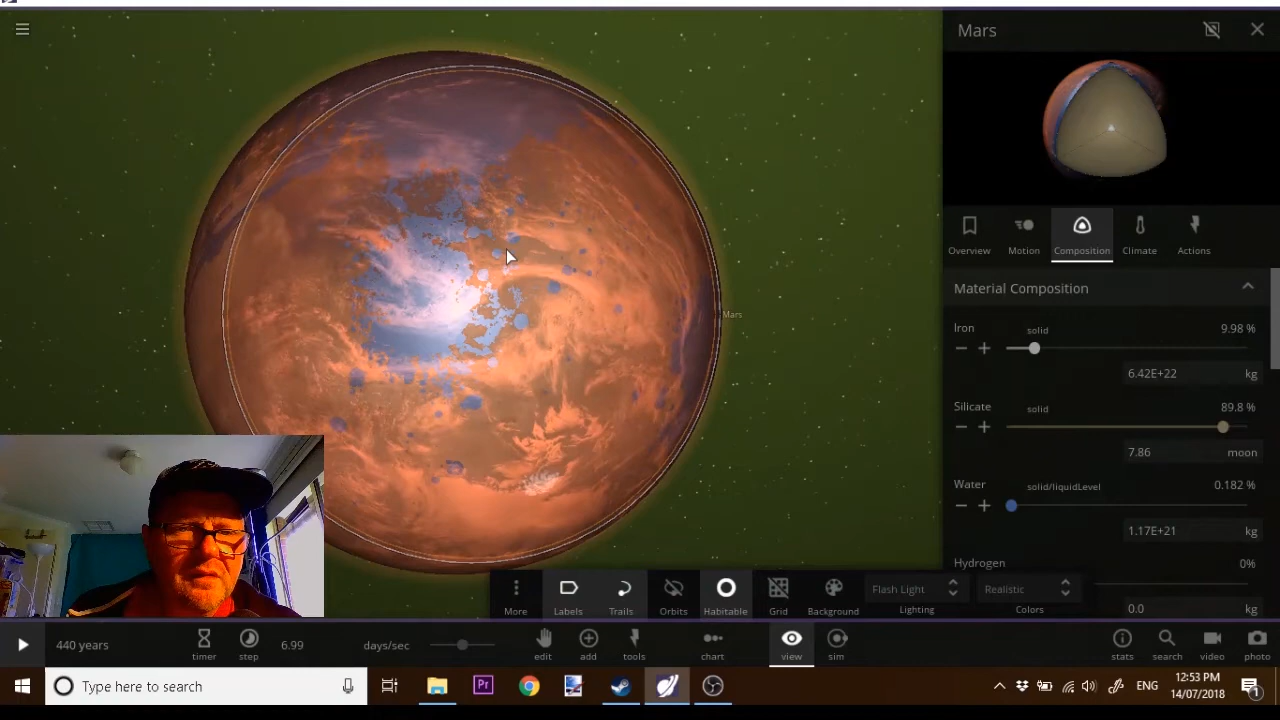 Mars
Overview
Motion
Composition
Climate
Actions
Material Composition
Iron
solid
9.98 %
6.42E+22
kg
Silicate
solid
89.8 %
7.86
moon
Water
solid/liquidLevel
0.182 %
1.17E+21
kg
Hydrogen
0%
0.0
kg
Mars
More
Labels
Trails
Orbits
Habitable
Grid
Background
Flash Light
Lighting
Realistic
Colors
440 years
timer
step
6.99
days/sec
edit
add
tools
chart
view
sim
stats
search
video
photo
Type here to search
Pr
ENG
12:53 PM
14/07/2018
1